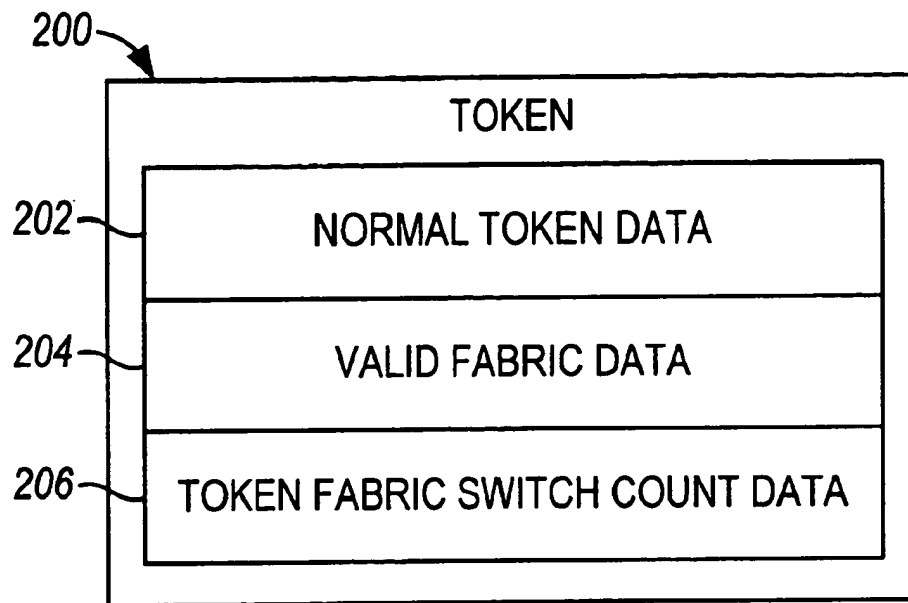 200
TOKEN
202
NORMAL TOKEN DATA
204
VALID FABRIC DATA
206
TOKEN FABRIC SWITCH COUNT DATA